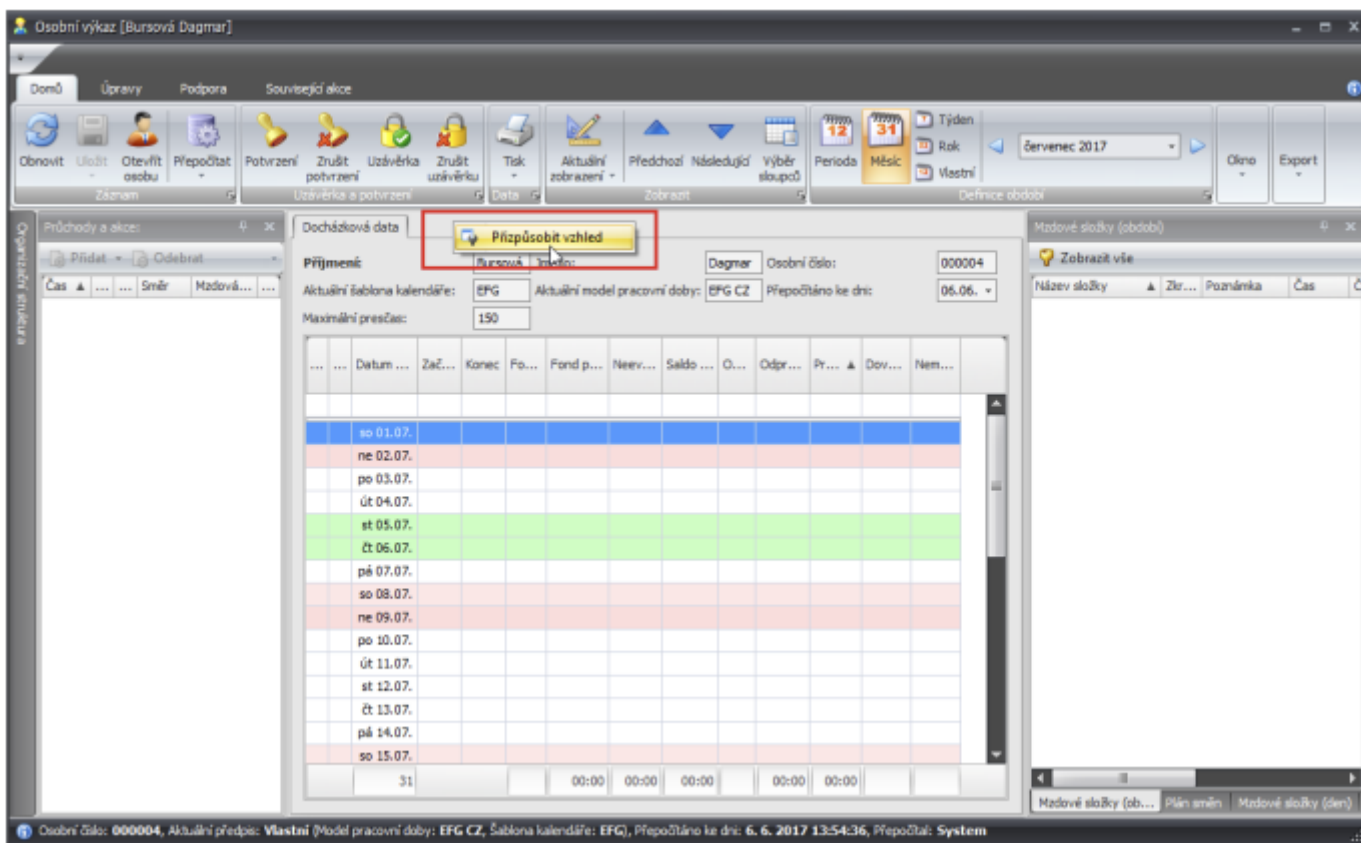 Osobní výkaz [Bursová Dagmar]
Domů Úpravy Podpora Související akce
Obnovit Uložit Otevřít osobu Přepočítat Potvrzení Zrušit potvrzení Uzávěrka Zrušit uzávěrku Tisk Aktuální zobrazení Předchozí Následující Výběr sloupců Perioda Měsíc Týden Rok Vlastní červenec 2017 Okno Export
Záznam Uzávěrka a potvrzení Data Zobrazit Definice období
Organizační struktura
Průchody a akce:
Přidat Odebrat
Čas ... ... Směr Mzdová... ...
Docházková data
Přizpůsobit vzhled
Příjmení: Bursová Jméno: Dagmar Osobní číslo: 000004
Aktuální šablona kalendáře: EFG Aktuální model pracovní doby: EFG CZ Přepočítáno ke dni: 06.06.
Maximální presčas: 150
... ... Datum ... Zač... Konec Fo... Fond p... Neev... Saldo ... O... Odpr... Pr... Dov... Nem...
so 01.07.
ne 02.07.
po 03.07.
út 04.07.
st 05.07.
čt 06.07.
pá 07.07.
so 08.07.
ne 09.07.
po 10.07.
út 11.07.
st 12.07.
čt 13.07.
pá 14.07.
so 15.07.
31 00:00 00:00 00:00 00:00 00:00
Mzdové složky (období)
Zobrazit vše
Název složky Zkr... Poznámka Čas Č
Mzdové složky (ob... Plán směn Mzdové složky (den)
Osobní číslo: 000004, Aktuální předpis: Vlastní (Model pracovní doby: EFG CZ, Šablona kalendáře: EFG), Přepočítáno ke dni: 6. 6. 2017 13:54:36, Přepočítal: System